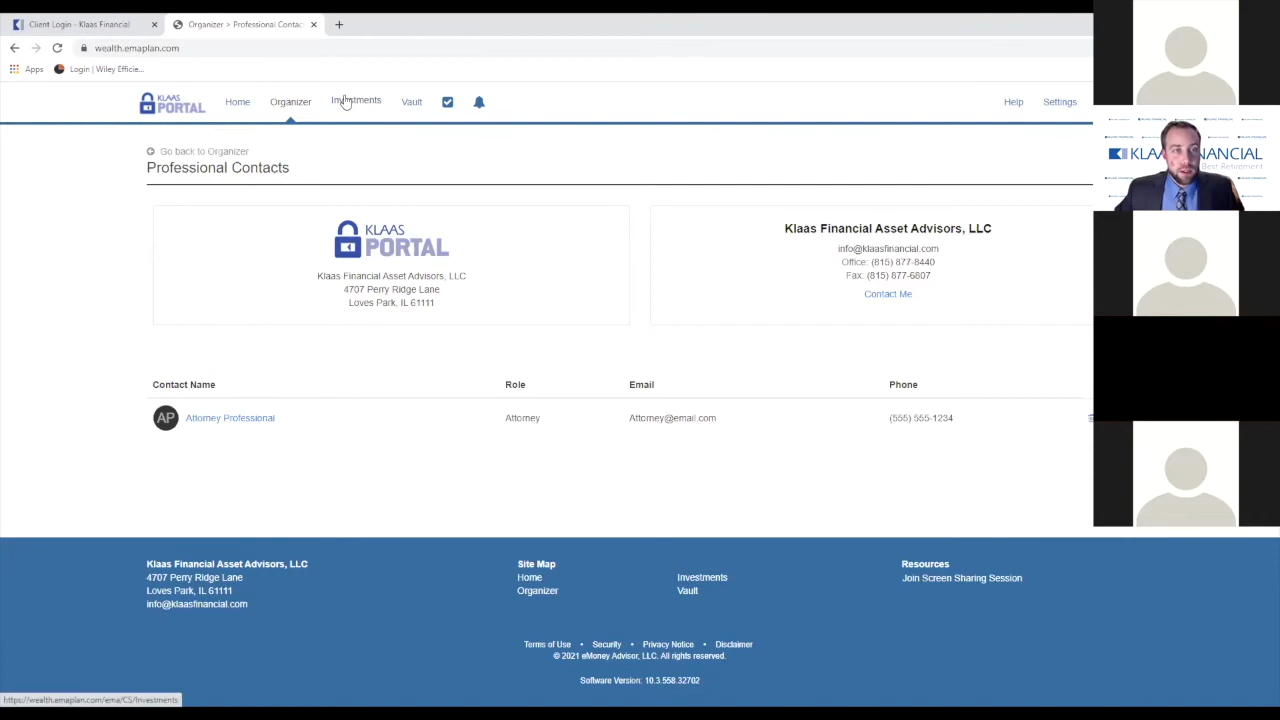 Client Login - Klaas Financial
Organizer > Professional Contac
wealth.emaplan.com
Apps
Login | Wiley Efficie...
KLAAS
PORTAL
Home
Organizer
Investments
Vault
Help
Settings
Go back to Organizer
Professional Contacts
KLAAS
PORTAL
Klaas Financial Asset Advisors, LLC
4707 Perry Ridge Lane
Loves Park, IL 61111
Klaas Financial Asset Advisors, LLC
info@klaasfinancial.com
Office: (815) 877-8440
Fax: (815) 877-6807
Contact Me
Contact Name Role Email Phone
AP Attorney Professional Attorney Attorney@email.com (555) 555-1234
Klaas Financial Asset Advisors, LLC
4707 Perry Ridge Lane
Loves Park, IL 61111
info@klaasfinancial.com
Site Map
Home
Organizer
Investments
Vault
Resources
Join Screen Sharing Session
Terms of Use • Security • Privacy Notice • Disclaimer
© 2021 eMoney Advisor, LLC. All rights reserved.
Software Version: 10.3.558.32702
https://wealth.emaplan.com/ema/CS/Investments
KLAA NANCIAL
Best Retirement